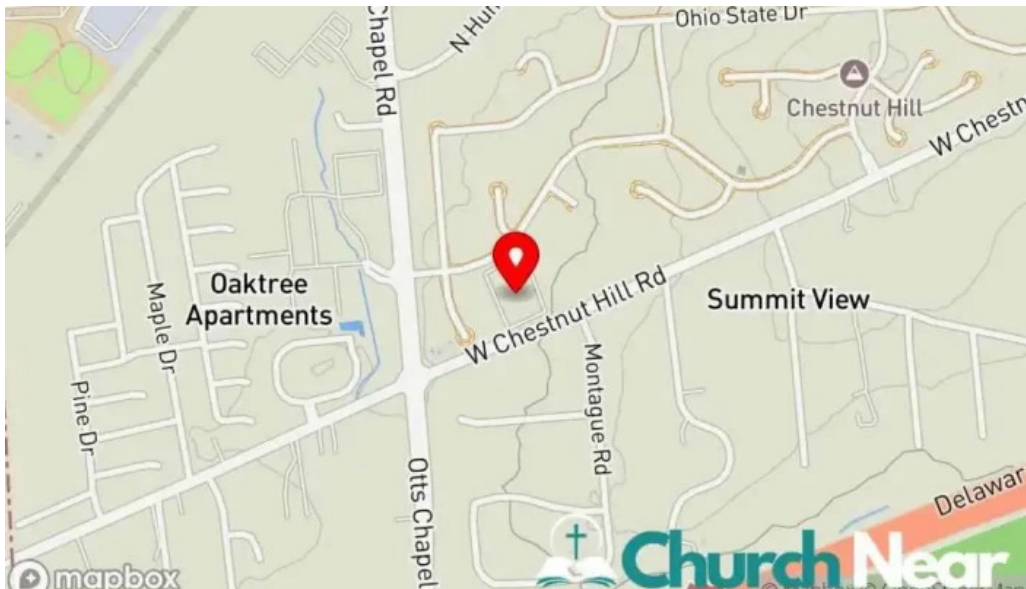 Ohio State Dr
N Hun
Chapel Rd
Chestnut Hill
W Chestn
Oaktree
Apartments
Maple Dr
Pine Dr
W Chestnut Hill Rd
Summit View
Montague Rd
Otts Chapel
Delawar
Church Near
mapbox